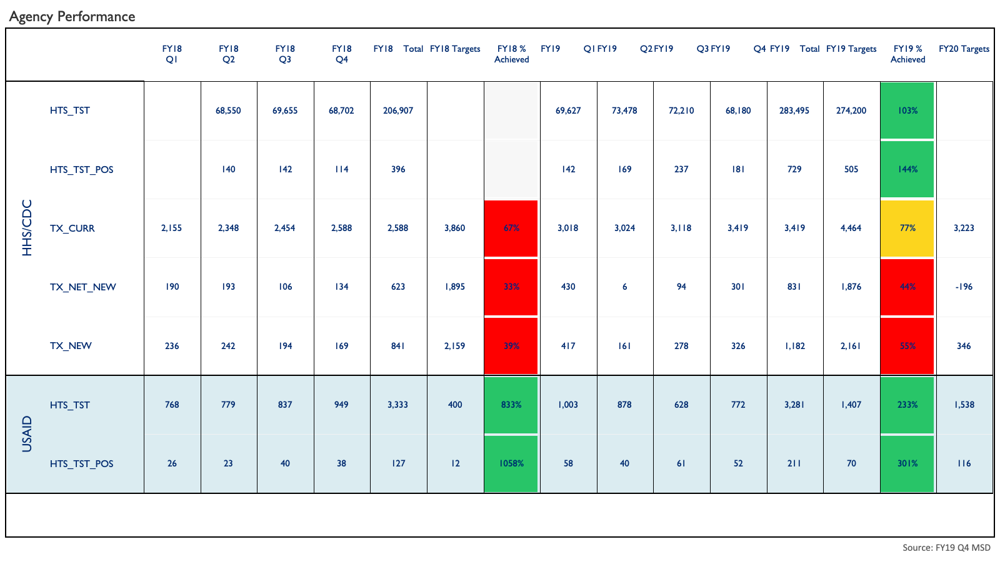 Agency Performance
FY18 Q1 FY18 Q2 FY18 Q3 FY18 Q4 FY18 Total FY18 Targets FY18 % Achieved FY19 Q1 FY19 Q2 FY19 Q3 FY19 Q4 FY19 Total FY19 Targets FY19 % Achieved FY20 Targets
HHS/CDC
HTS_TST 68,550 69,655 68,702 206,907 69,627 73,478 72,210 68,180 283,495 274,200 103%
HTS_TST_POS 140 142 114 396 142 169 237 181 729 505 144%
TX_CURR 2,155 2,348 2,454 2,588 2,588 3,860 67% 3,018 3,024 3,118 3,419 3,419 4,464 77% 3,223
TX_NET_NEW 190 193 106 134 623 1,895 33% 430 6 94 301 831 1,876 44% -196
TX_NEW 236 242 194 169 841 2,159 39% 417 161 278 326 1,182 2,161 55% 346
USAID
HTS_TST 768 779 837 949 3,333 400 833% 1,003 878 628 772 3,281 1,407 233% 1,538
HTS_TST_POS 26 23 40 38 127 12 1058% 58 40 61 52 211 70 301% 116
Source: FY19 Q4 MSD